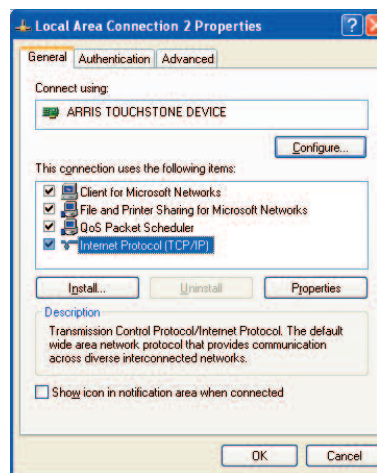 Local Area Connection 2 Properties
General Authentication Advanced
Connect using:
ARRIS TOUCHSTONE DEVICE
Configure...
This connection uses the following items:
Client for Microsoft Networks
File and Printer Sharing for Microsoft Networks
QoS Packet Scheduler
Internet Protocol (TCP/IP)
Install... Uninstall Properties
Description
Transmission Control Protocol/Internet Protocol. The default
wide area network protocol that provides communication
across diverse interconnected networks.
Show icon in notification area when connected
OK Cancel